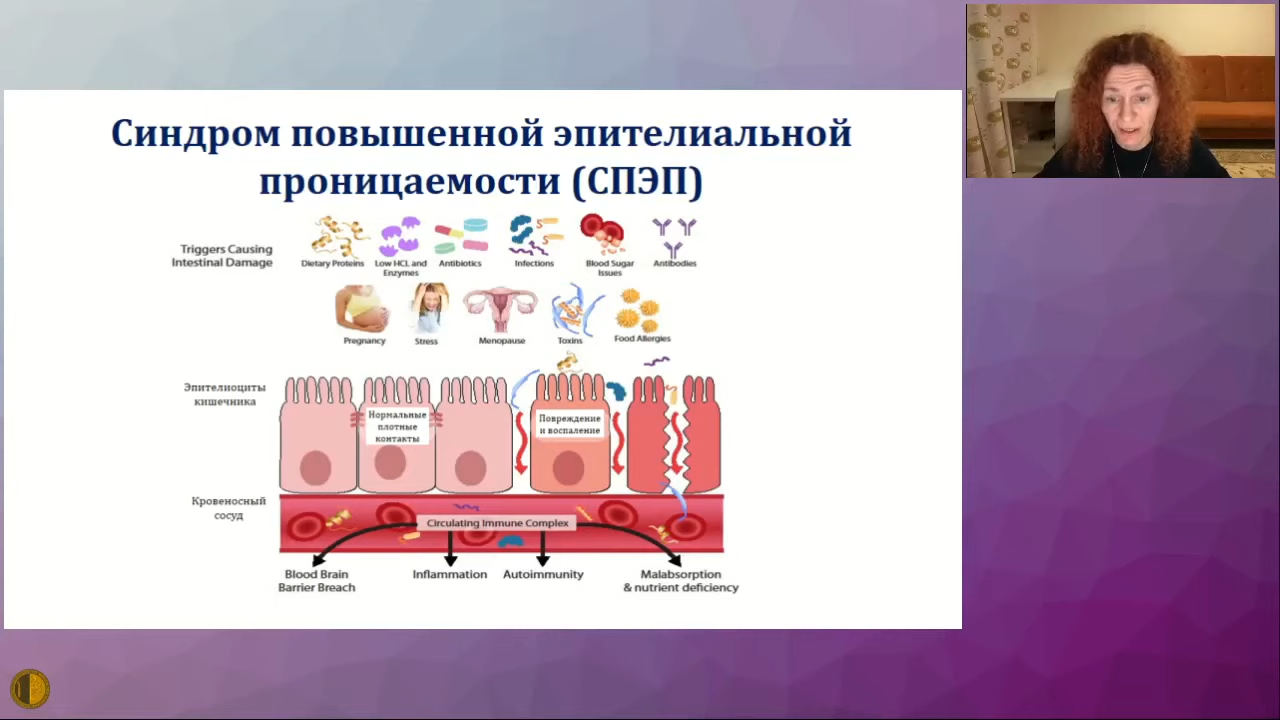 Синдром повышенной эпителиальной
проницаемости (СПЭП)
Triggers Causing
Intestinal Damage
Dietary Proteins
Low HCL and
Enzymes
Antibiotics
Infections
Blood Sugar
Issues
Antibodies
Pregnancy
Stress
Menopause
Toxins
Food Allergies
Эпителиоциты
кишечника
Нормальные
плотные
контакты
Повреждение
и воспаление
Кровеносный
сосуд
Circulating Immune Complex
Blood Brain
Barrier Breach
Inflammation
Autoimmunity
Malabsorption
& nutrient deficiency